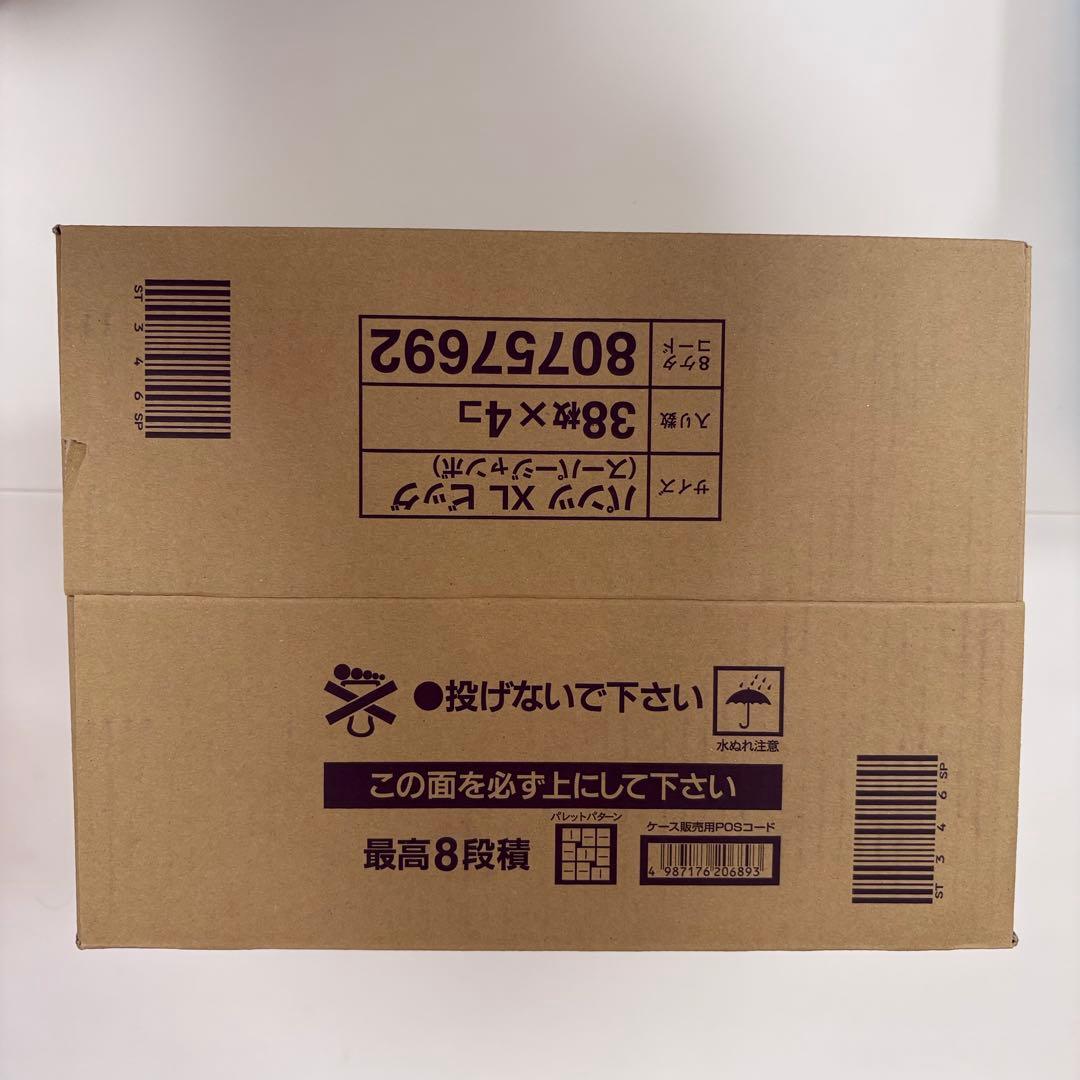 サイズ パンツ XL ビッグ
(スーパージャンボ)
入り数 38枚×4コ
8ケタ
コード 80757692
ST 3 4 6 SP
●投げないで下さい
水ぬれ注意
この面を必ず上にして下さい
最高8段積
パレットパターン
ケース販売用POSコード
4 987176 206893
ST 3 4 6 SP